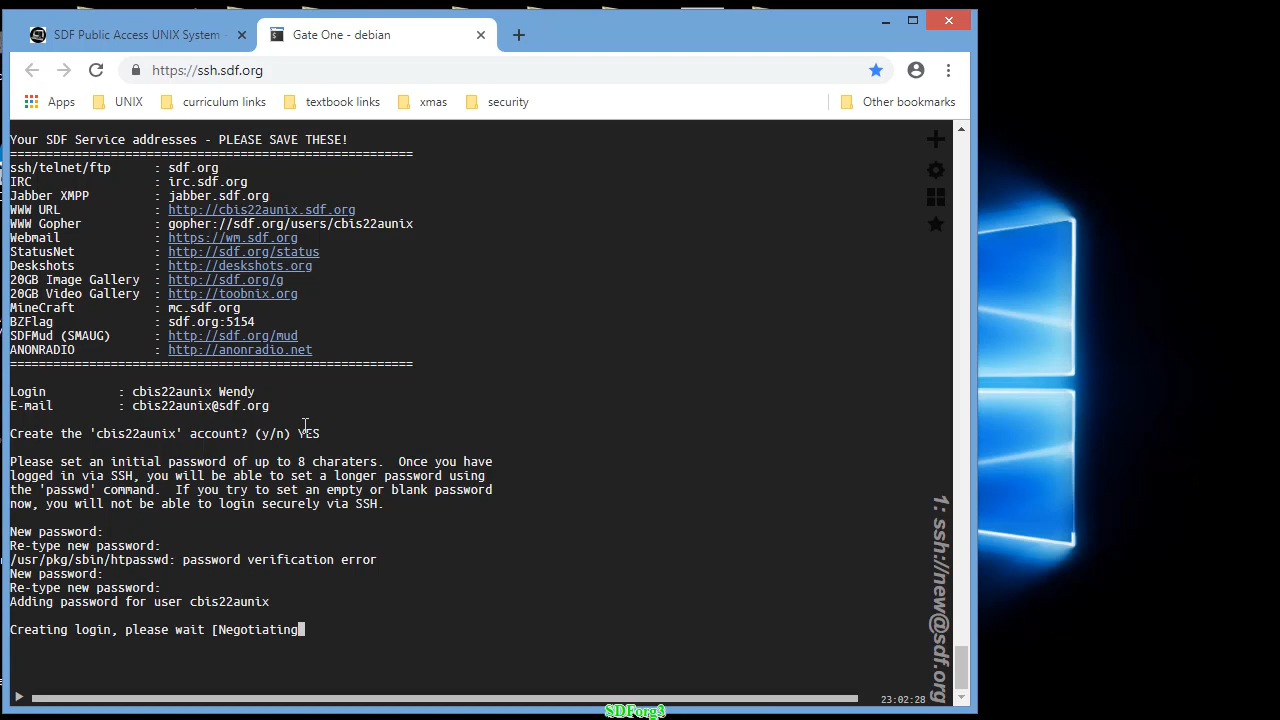 SDF Public Access UNIX System -
Gate One - debian
https://ssh.sdf.org
Apps UNIX curriculum links textbook links xmas security Other bookmarks
Your SDF Service addresses - PLEASE SAVE THESE!
========================================================
ssh/telnet/ftp : sdf.org
IRC : irc.sdf.org
Jabber XMPP : jabber.sdf.org
WWW URL : http://cbis22aunix.sdf.org
WWW Gopher : gopher://sdf.org/users/cbis22aunix
Webmail : https://wm.sdf.org
StatusNet : http://sdf.org/status
Deskshots : http://deskshots.org
20GB Image Gallery : http://sdf.org/g
20GB Video Gallery : http://toobnix.org
MineCraft : mc.sdf.org
BZFlag : sdf.org:5154
SDFMud (SMAUG) : http://sdf.org/mud
ANONRADIO : http://anonradio.net
========================================================
Login : cbis22aunix Wendy
E-mail : cbis22aunix@sdf.org
Create the 'cbis22aunix' account? (y/n) YES
Please set an initial password of up to 8 charaters. Once you have
logged in via SSH, you will be able to set a longer password using
the 'passwd' command. If you try to set an empty or blank password
now, you will not be able to login securely via SSH.
New password:
Re-type new password:
/usr/pkg/sbin/htpasswd: password verification error
New password:
Re-type new password:
Adding password for user cbis22aunix
Creating login, please wait [Negotiating
1: ssh://new@sdf.org
23:02:28
SDForg3